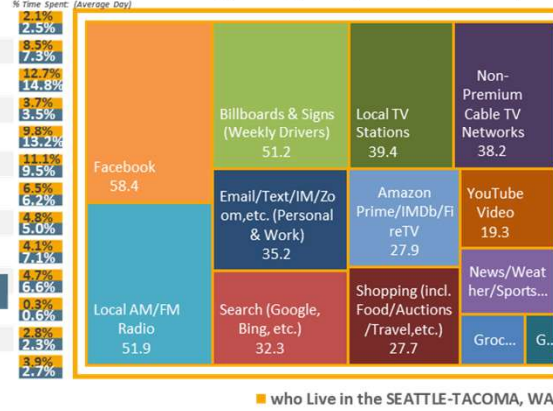 % Time Spent: (Average Day)
2.1%
2.5%
8.5%
7.3%
12.7%
14.8%
3.7%
3.5%
9.8%
13.2%
11.1%
9.5%
6.5%
6.2%
4.8%
5.0%
4.1%
7.1%
4.7%
6.6%
0.3%
0.6%
2.8%
2.3%
3.9%
2.7%
Facebook
58.4
Local AM/FM
Radio
51.9
Billboards & Signs
(Weekly Drivers)
51.2
Email/Text/IM/Zo
om,etc. (Personal
& Work)
35.2
Search (Google,
Bing, etc.)
32.3
Local TV
Stations
39.4
Amazon
Prime/IMDb/Fi
reTV
27.9
Shopping (incl.
Food/Auctions
/Travel,etc.)
27.7
Non-
Premium
Cable TV
Networks
38.2
YouTube
Video
19.3
News/Weat
her/Sports...
Groc...
G...
who Live in the SEATTLE-TACOMA, WA